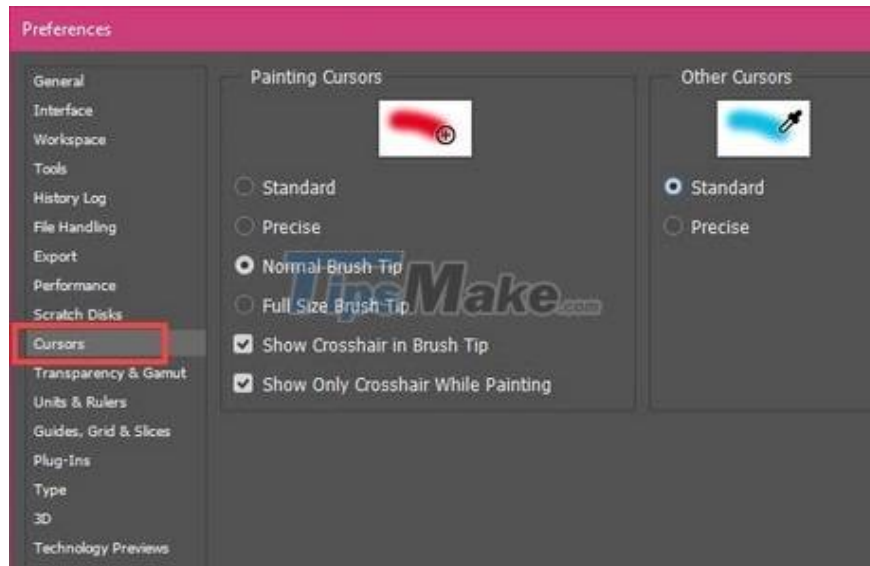 Preferences
General
Interface
Workspace
Tools
History Log
File Handling
Export
Performance
Scratch Disks
Cursors
Transparency & Gamut
Units & Rulers
Guides, Grid & Slices
Plug-Ins
Type
3D
Technology Previews
Painting Cursors
Standard
Precise
Normal Brush Tip
Full Size Brush Tip
Show Crosshair in Brush Tip
Show Only Crosshair While Painting
Other Cursors
Standard
Precise
TipsMake.com